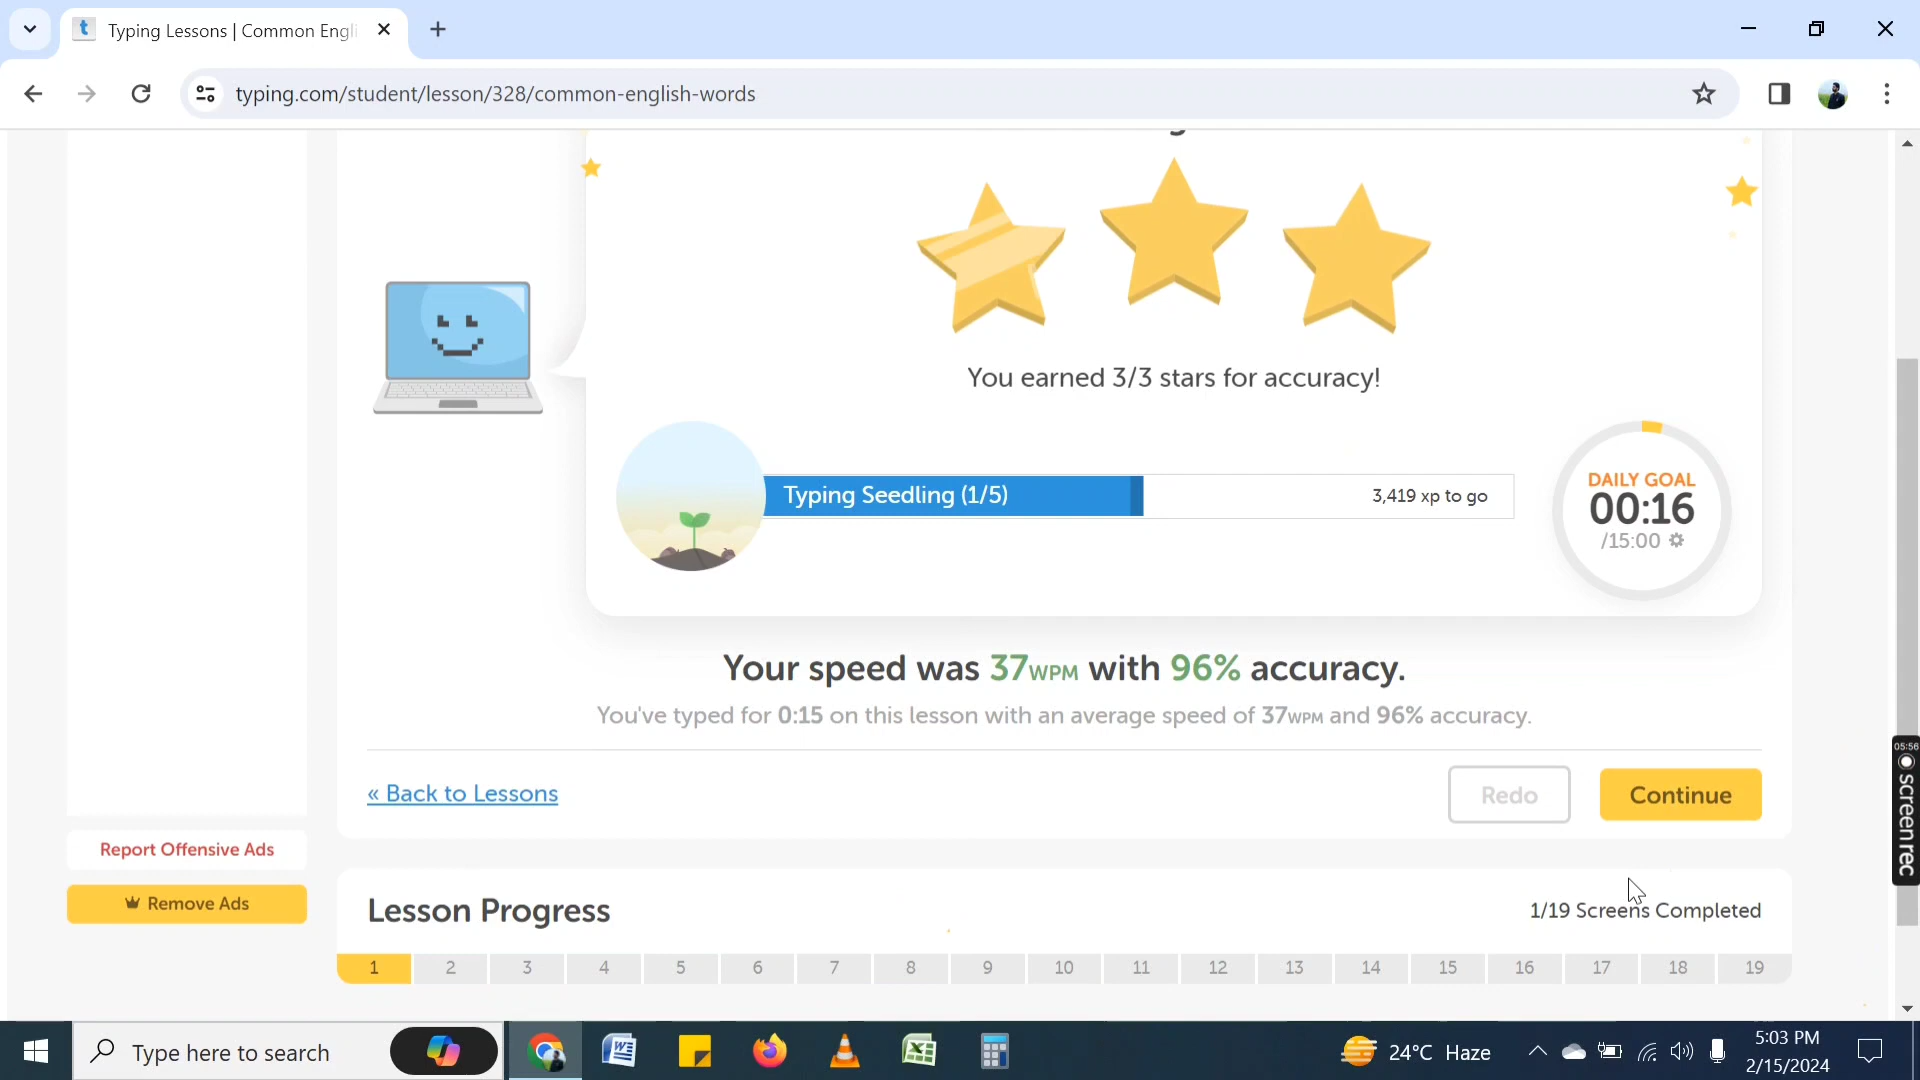 Typing Lessons | Common Engli
typing.com/student/lesson/328/common-english-words
You earned 3/3 stars for accuracy!
Typing Seedling (1/5)
3,419 xp to go
DAILY GOAL
00:16
/15:00
Your speed was 37WPM with 96% accuracy.
You've typed for 0:15 on this lesson with an average speed of 37WPM and 96% accuracy.
« Back to Lessons
Redo
Continue
05:56
screenrec
Report Offensive Ads
Remove Ads
Lesson Progress
1/19 Screens Completed
1 2 3 4 5 6 7 8 9 10 11 12 13 14 15 16 17 18 19
Type here to search
24°C Haze
5:03 PM
2/15/2024